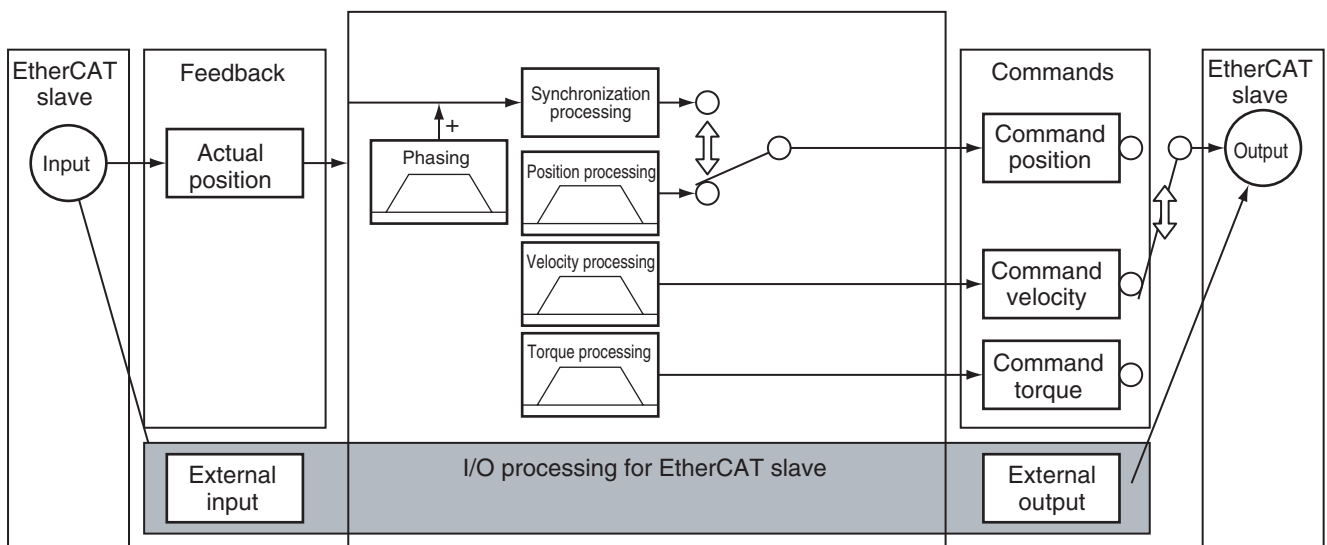 EtherCAT
slave
Input
Feedback
Actual
position
+
Phasing
Synchronization
processing
Position processing
Velocity processing
Torque processing
Commands
Command
position
Command
velocity
Command
torque
EtherCAT
slave
Output
External
input
I/O processing for EtherCAT slave
External
output